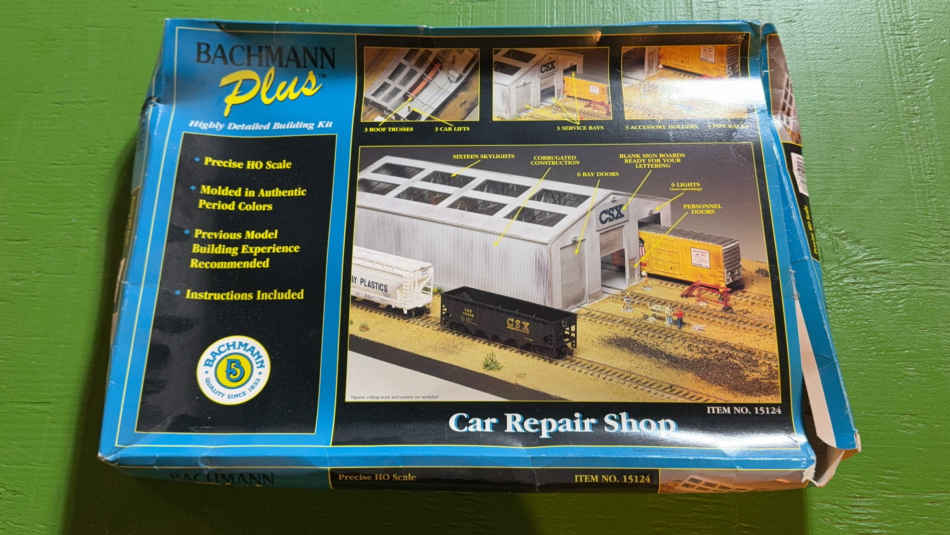 BACHMANN
Plus
Highly Detailed Building Kit
Precise HO Scale
Molded in Authentic
Period Colors
Previous Model
Building Experience
Recommended
Instructions Included
BACHMANN
QUALITY SINCE 1833
3 ROOF TRUSSES
3 CAR LIFTS
3 SERVICE BAYS
3 ACCESSORY HOLDERS
CSX
SIXTEEN SKYLIGHTS
CORRUGATED
CONSTRUCTION
6 BAY DOORS
BLANK SIGN BOARDS
READY FOR YOUR
LETTERING
6 LIGHTS
PERSONNEL
DOORS
CSX
PLASTICS
CSX
ITEM NO. 15124
Car Repair Shop
BACHMANN
Precise HO Scale
ITEM NO. 15124